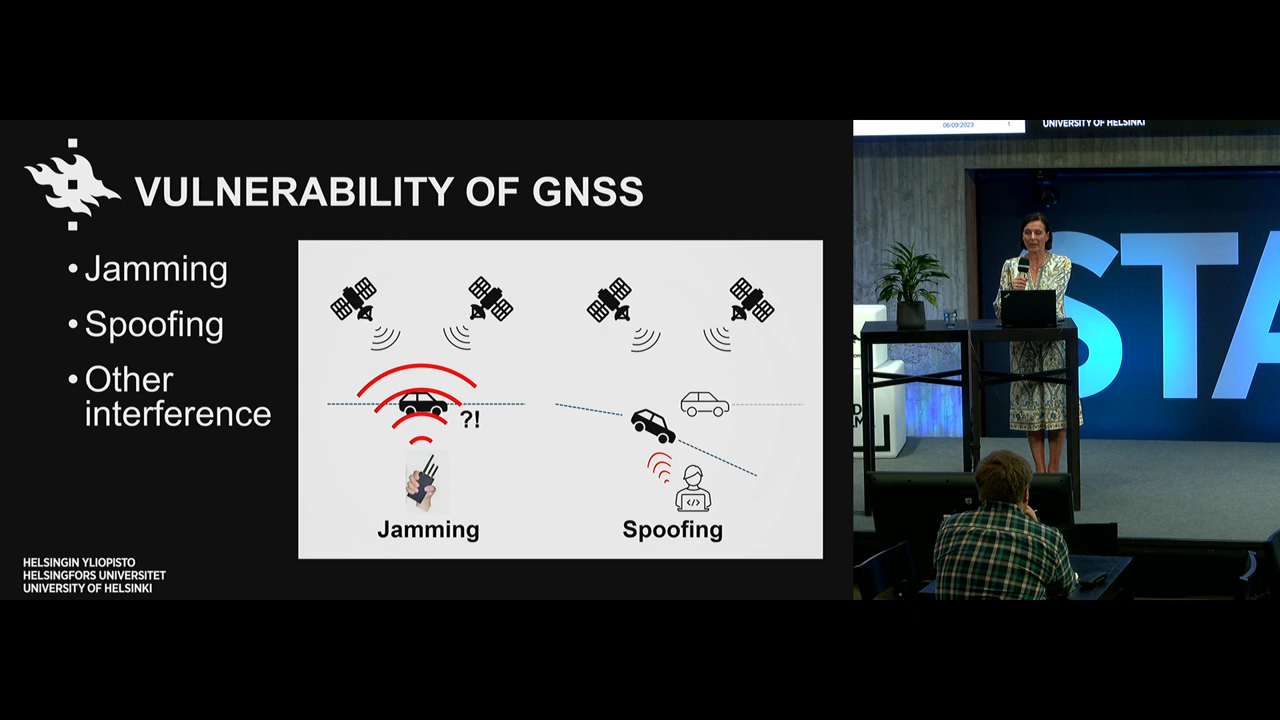 VULNERABILITY OF GNSS
• Jamming
• Spoofing
• Other
interference
?!
</>
Jamming
Spoofing
HELSINGIN YLIOPISTO
HELSINGFORS UNIVERSITET
UNIVERSITY OF HELSINKI
06/09/2023 1
UNIVERSITY OF HELSINKI
STA